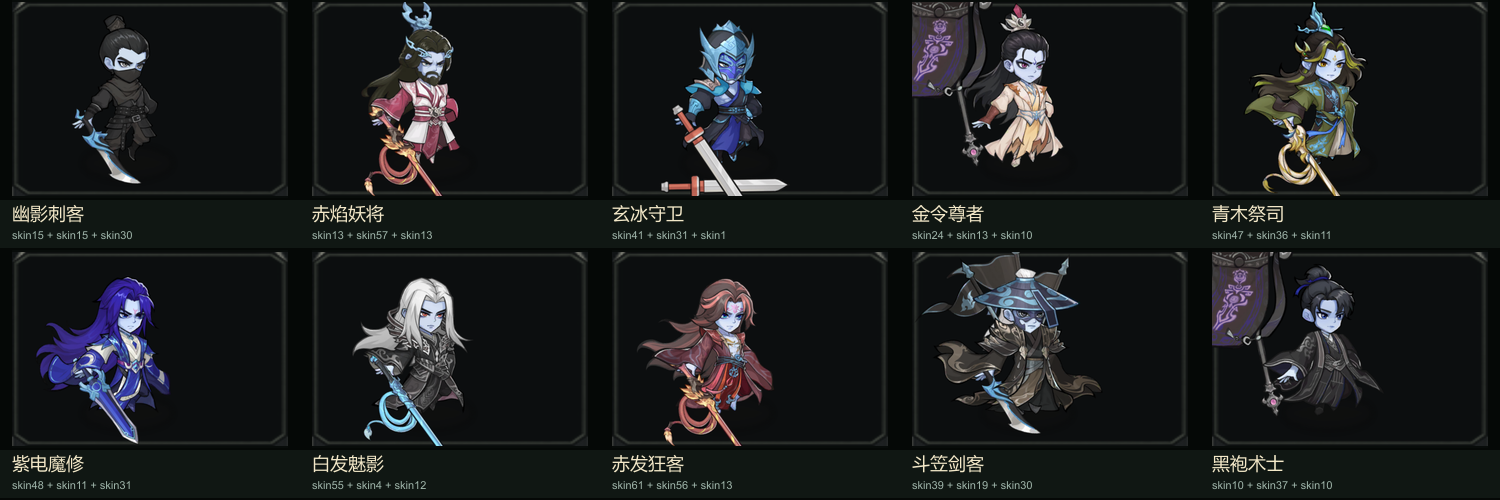 幽影刺客
skin15 + skin15 + skin30
赤焰妖将
skin13 + skin57 + skin13
玄冰守卫
skin41 + skin31 + skin1
金令尊者
skin24 + skin13 + skin10
青木祭司
skin47 + skin36 + skin11
紫电魔修
skin48 + skin11 + skin31
白发魅影
skin55 + skin4 + skin12
赤发狂客
skin61 + skin56 + skin13
斗笠剑客
skin39 + skin19 + skin30
黑袍术士
skin10 + skin37 + skin10